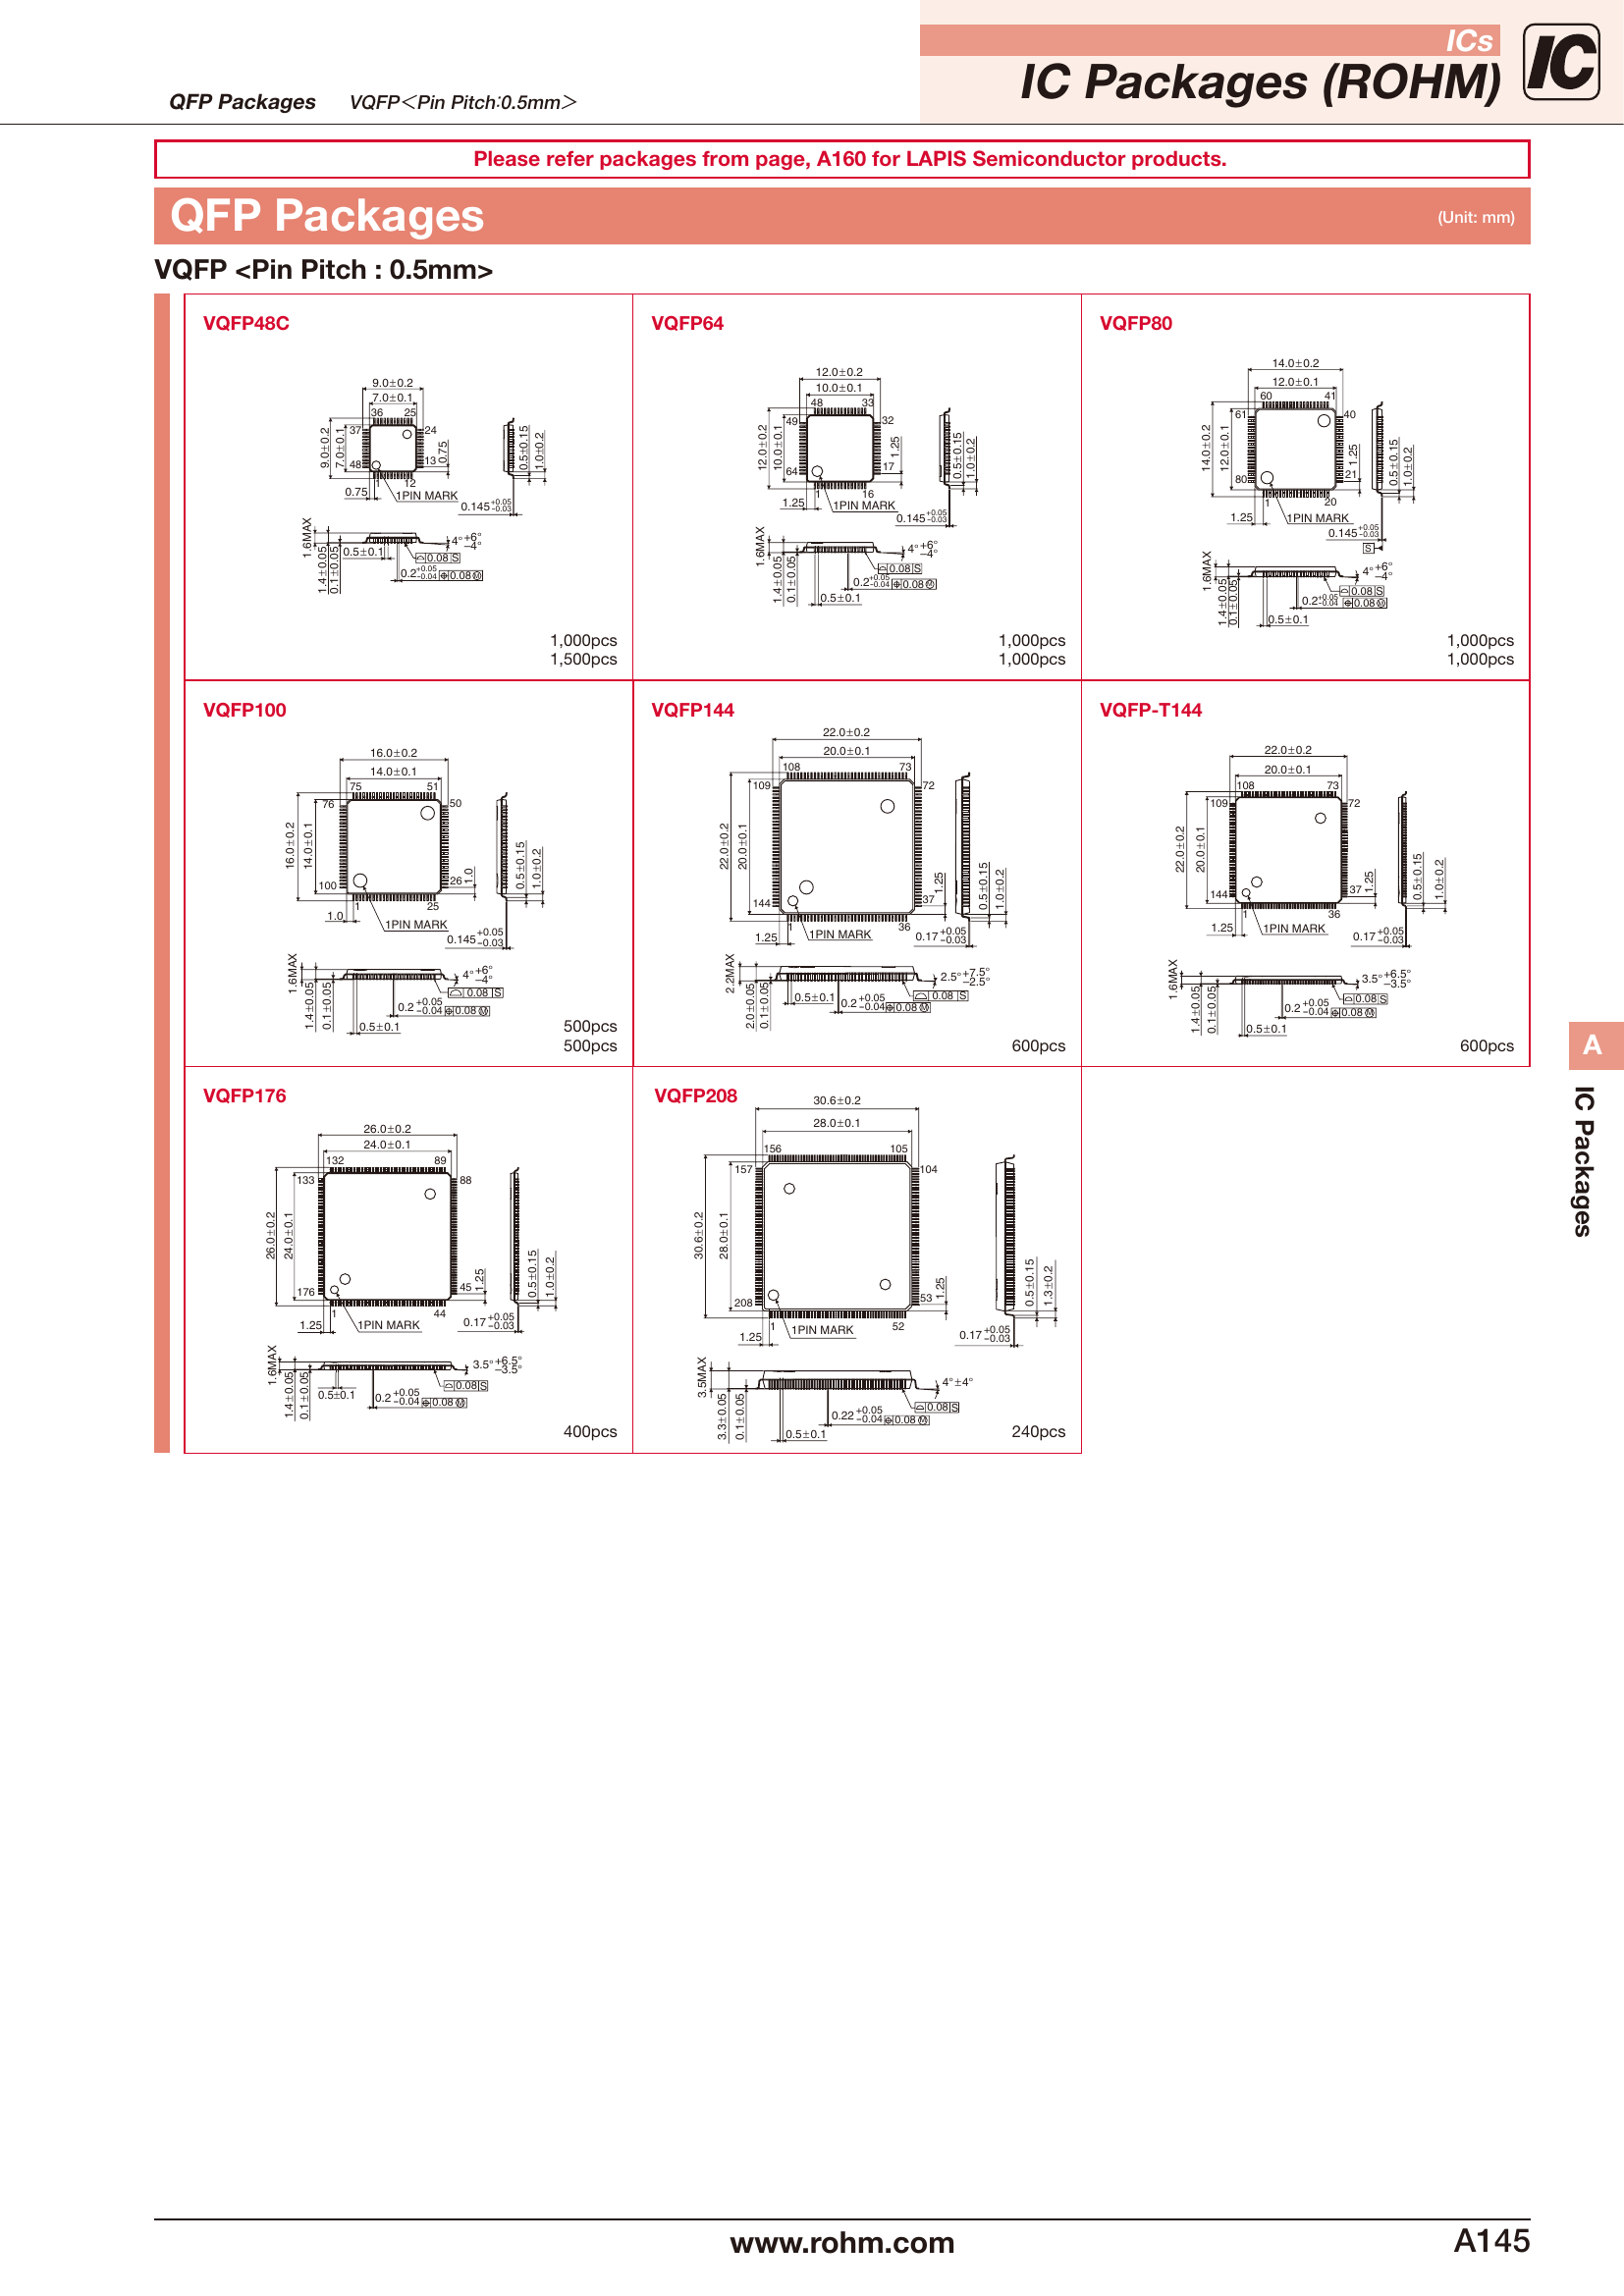 ICs
IC Packages (ROHM)
IC
QFP Packages VQFP<Pin Pitch:0.5mm>
Please refer packages from page, A160 for LAPIS Semiconductor products.
QFP Packages
(Unit: mm)
VQFP <Pin Pitch : 0.5mm>
VQFP48C
9.0±0.2
7.0±0.1
36 25
37 24
9.0±0.2
7.0±0.1
48 13
0.75
1 12
0.75
1PIN MARK
0.5±0.15
1.0±0.2
0.145 +0.05 −0.03
1.6MAX
1.4±0.05
0.1±0.05
0.5±0.1
4° +6° −4°
0.08 S
0.2 +0.05 −0.04 ⌖ 0.08 Ⓜ
1,000pcs
1,500pcs
VQFP64
12.0±0.2
10.0±0.1
48 33
49 32
12.0±0.2
10.0±0.1
64 17
1.25
1 16
1.25
1PIN MARK
0.5±0.15
1.0±0.2
0.145 +0.05 −0.03
1.6MAX
1.4±0.05
0.1±0.05
4° +6° −4°
0.08 S
0.2 +0.05 −0.04 ⌖ 0.08 Ⓜ
0.5±0.1
1,000pcs
1,000pcs
VQFP80
14.0±0.2
12.0±0.1
60 41
61 40
14.0±0.2
12.0±0.1
80 21
1.25
1 20
1.25
1PIN MARK
0.5±0.15
1.0±0.2
0.145 +0.05 −0.03
S
1.6MAX
1.4±0.05
0.1±0.05
4° +6° −4°
0.08 S
0.2 +0.05 −0.04 ⌖ 0.08 Ⓜ
0.5±0.1
1,000pcs
1,000pcs
VQFP100
16.0±0.2
14.0±0.1
75 51
76 50
16.0±0.2
14.0±0.1
100 26
1.0
1 25
1.0
1PIN MARK
0.5±0.15
1.0±0.2
0.145 +0.05 −0.03
1.6MAX
1.4±0.05
0.1±0.05
4° +6° −4°
0.08 S
0.2 +0.05 −0.04 ⌖ 0.08 Ⓜ
0.5±0.1
500pcs
500pcs
VQFP144
22.0±0.2
20.0±0.1
108 73
109 72
22.0±0.2
20.0±0.1
144 37
1.25
1 36
1.25
1PIN MARK
0.5±0.15
1.0±0.2
0.17 +0.05 −0.03
2.2MAX
2.0±0.05
0.1±0.05
0.5±0.1
2.5° +7.5° −2.5°
0.08 S
0.2 +0.05 −0.04 ⌖ 0.08 Ⓜ
600pcs
VQFP-T144
22.0±0.2
20.0±0.1
108 73
109 72
22.0±0.2
20.0±0.1
144 37
1.25
1 36
1.25
1PIN MARK
0.5±0.15
1.0±0.2
0.17 +0.05 −0.03
1.6MAX
1.4±0.05
0.1±0.05
3.5° +6.5° −3.5°
0.08 S
0.2 +0.05 −0.04 ⌖ 0.08 Ⓜ
0.5±0.1
600pcs
VQFP176
26.0±0.2
24.0±0.1
132 89
133 88
26.0±0.2
24.0±0.1
176 45
1.25
1 44
1.25
1PIN MARK
0.5±0.15
1.0±0.2
0.17 +0.05 −0.03
1.6MAX
1.4±0.05
0.1±0.05
0.5±0.1
3.5° +6.5° −3.5°
0.08 S
0.2 +0.05 −0.04 ⌖ 0.08 Ⓜ
400pcs
VQFP208
30.6±0.2
28.0±0.1
156 105
157 104
30.6±0.2
28.0±0.1
208 53
1.25
1 52
1.25
1PIN MARK
0.5±0.15
1.3±0.2
0.17 +0.05 −0.03
3.5MAX
3.3±0.05
0.1±0.05
4°±4°
0.08 S
0.22 +0.05 −0.04 ⌖ 0.08 Ⓜ
0.5±0.1
240pcs
A
IC Packages
www.rohm.com
A145